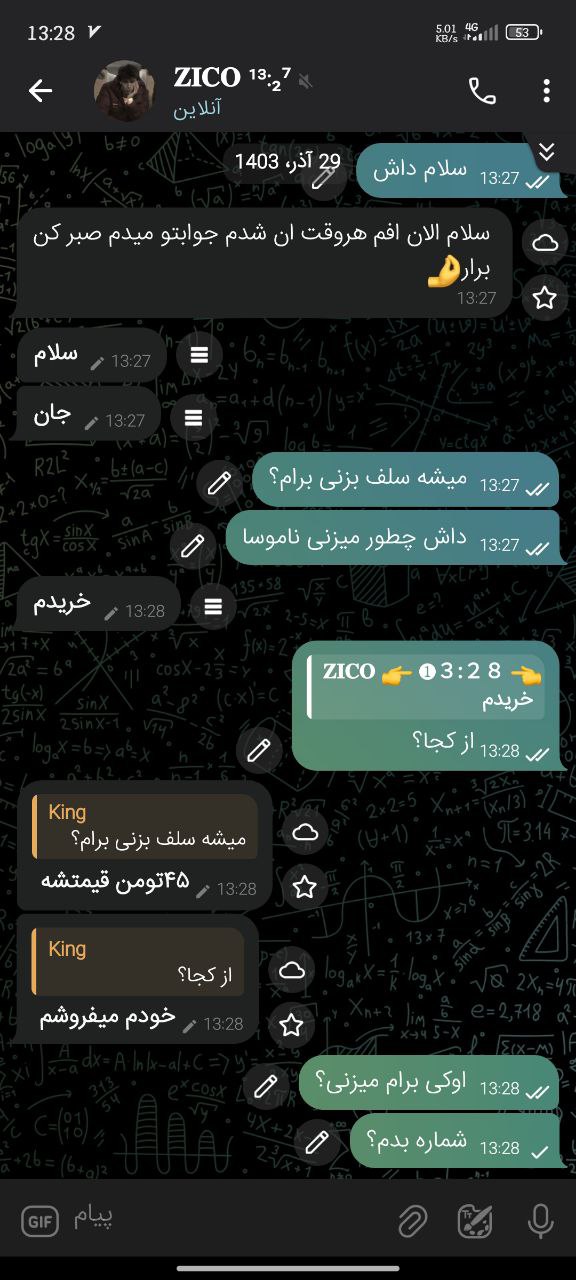 13:28
5.01 KB/s
4G
53
ZICO ¹³:₂⁷
آنلاین
29 آذر، 1403
سلام داش
13:27
سلام الان افم هروقت ان شدم جوابتو میدم صبر کن
برار🤌
13:27
سلام
13:27
جان
13:27
میشه سلف بزنی برام؟
13:27
داش چطور میزنی ناموسا
13:27
خریدم
13:28
ZICO 👉 ❶3:28 👈
خریدم
از کجا؟
13:28
King
میشه سلف بزنی برام؟
۴۵تومن قیمتشه
13:28
King
از کجا؟
خودم میفروشم
13:28
اوکی برام میزنی؟
13:28
شماره بدم؟
13:28
GIF
پیام